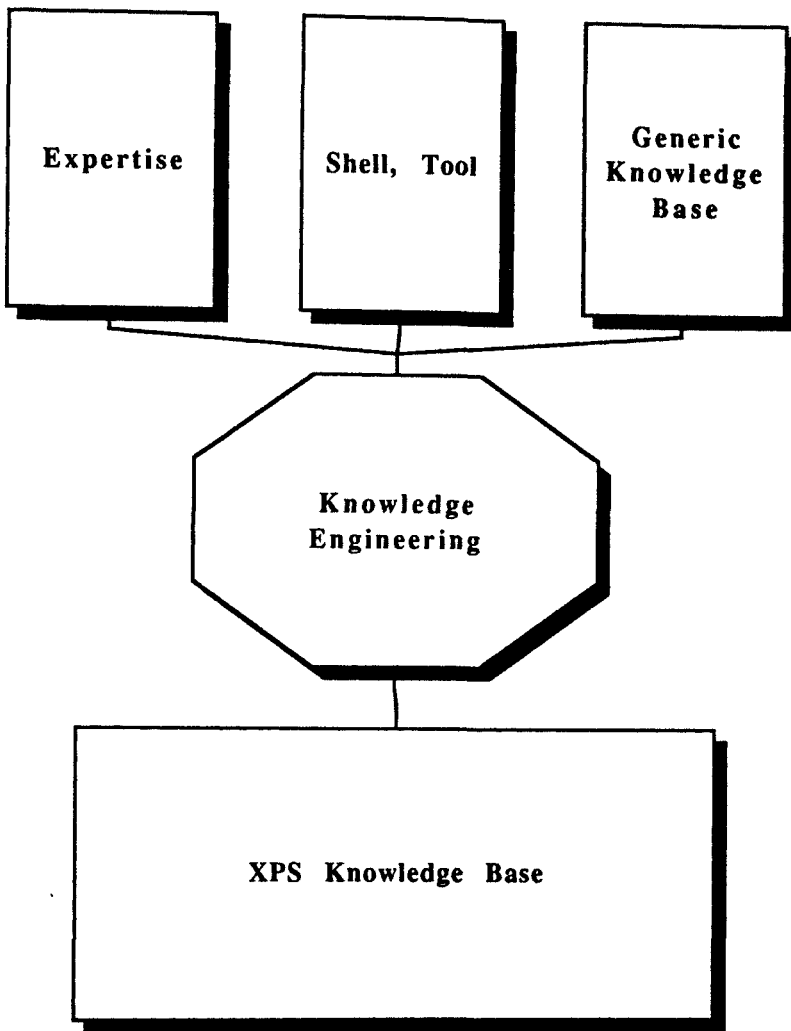 Expertise
Shell, Tool
Generic
Knowledge
Base
Knowledge
Engineering
XPS Knowledge Base